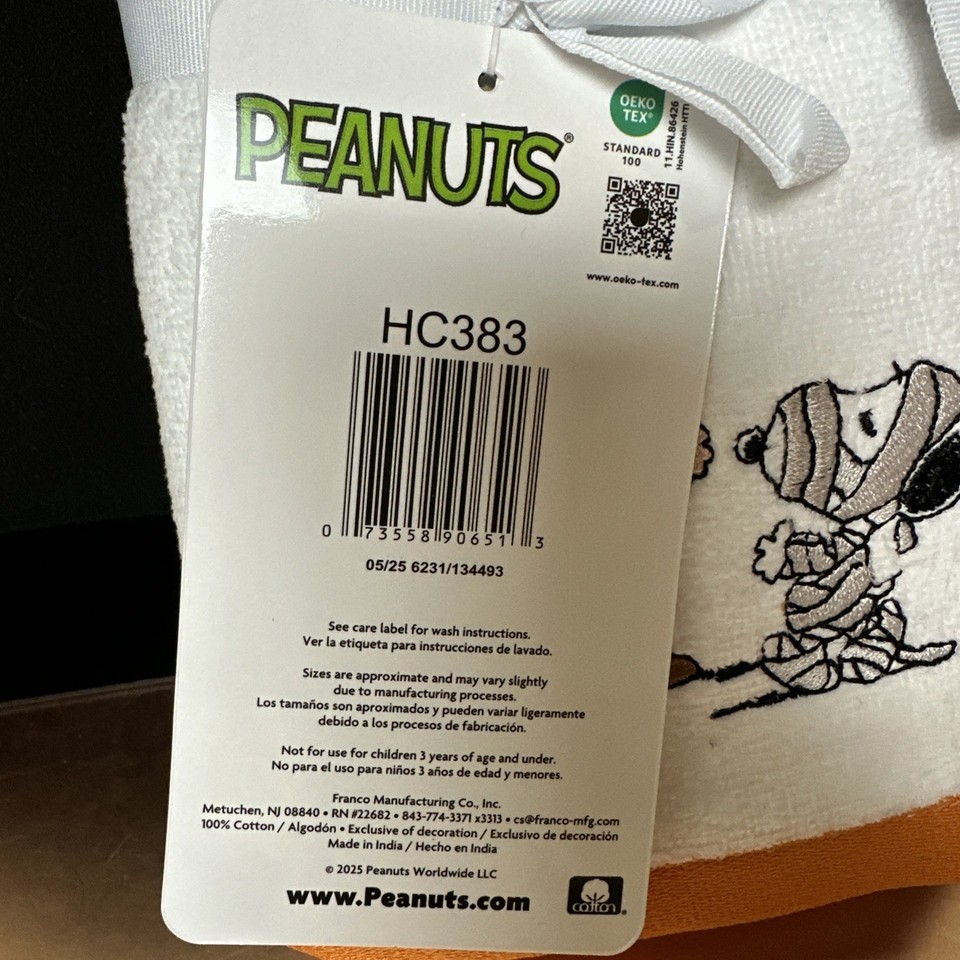 PEANUTS®
OEKO
TEX®
STANDARD
100
11.HIN.86426
Hohenstein HTTI
www.oeko-tex.com
HC383
0 73558 90651 3
05/25 6231/134493
See care label for wash instructions.
Ver la etiqueta para instrucciones de lavado.
Sizes are approximate and may vary slightly
due to manufacturing processes.
Los tamaños son aproximados y pueden variar ligeramente
debido a los procesos de fabricación.
Not for use for children 3 years of age and under.
No para el uso para niños 3 años de edad y menores.
Franco Manufacturing Co., Inc.
Metuchen, NJ 08840 • RN #22682 • 843-774-3371 x3313 • cs@franco-mfg.com
100% Cotton / Algodón • Exclusive of decoration / Exclusivo de decoración
Made in India / Hecho en India
© 2025 Peanuts Worldwide LLC
www.Peanuts.com
cotton®